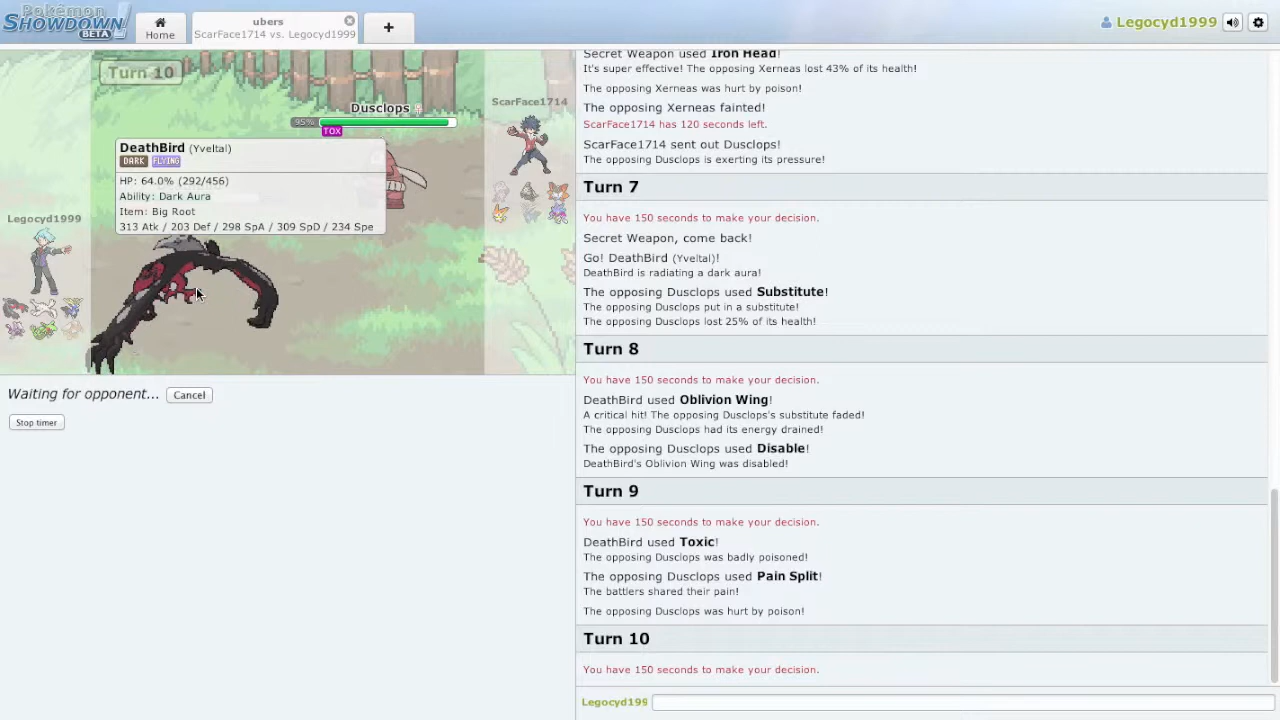 Pokémon
SHOWDOWN
BETA
Home
ubers
ScarFace1714 vs. Legocyd1999
+
Legocyd1999
Turn 10
Dusclops
95%
TOX
ScarFace1714
DeathBird (Yveltal)
DARK FLYING
HP: 64.0% (292/456)
Ability: Dark Aura
Item: Big Root
313 Atk / 203 Def / 298 SpA / 309 SpD / 234 Spe
Legocyd1999
Waiting for opponent... Cancel
Stop timer
Secret Weapon used Iron Head!
It's super effective! The opposing Xerneas lost 43% of its health!
The opposing Xerneas was hurt by poison!
The opposing Xerneas fainted!
ScarFace1714 has 120 seconds left.
ScarFace1714 sent out Dusclops!
The opposing Dusclops is exerting its pressure!
Turn 7
You have 150 seconds to make your decision.
Secret Weapon, come back!
Go! DeathBird (Yveltal)!
DeathBird is radiating a dark aura!
The opposing Dusclops used Substitute!
The opposing Dusclops put in a substitute!
The opposing Dusclops lost 25% of its health!
Turn 8
You have 150 seconds to make your decision.
DeathBird used Oblivion Wing!
A critical hit! The opposing Dusclops's substitute faded!
The opposing Dusclops had its energy drained!
The opposing Dusclops used Disable!
DeathBird's Oblivion Wing was disabled!
Turn 9
You have 150 seconds to make your decision.
DeathBird used Toxic!
The opposing Dusclops was badly poisoned!
The opposing Dusclops used Pain Split!
The battlers shared their pain!
The opposing Dusclops was hurt by poison!
Turn 10
You have 150 seconds to make your decision.
Legocyd199